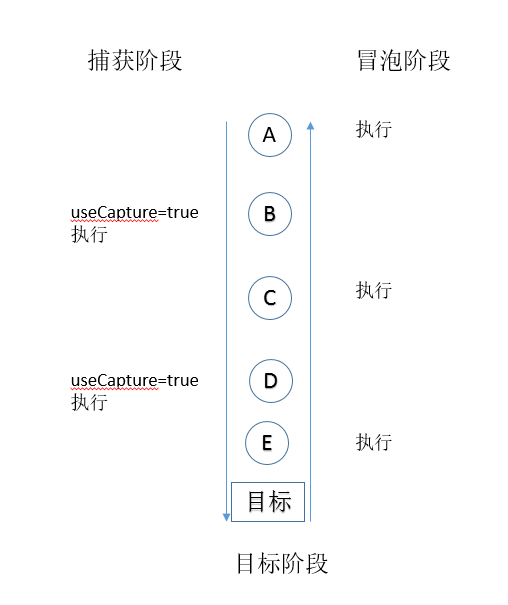 捕获阶段
冒泡阶段
A
执行
useCapture=true
执行
B
C
执行
useCapture=true
执行
D
E
执行
目标
目标阶段